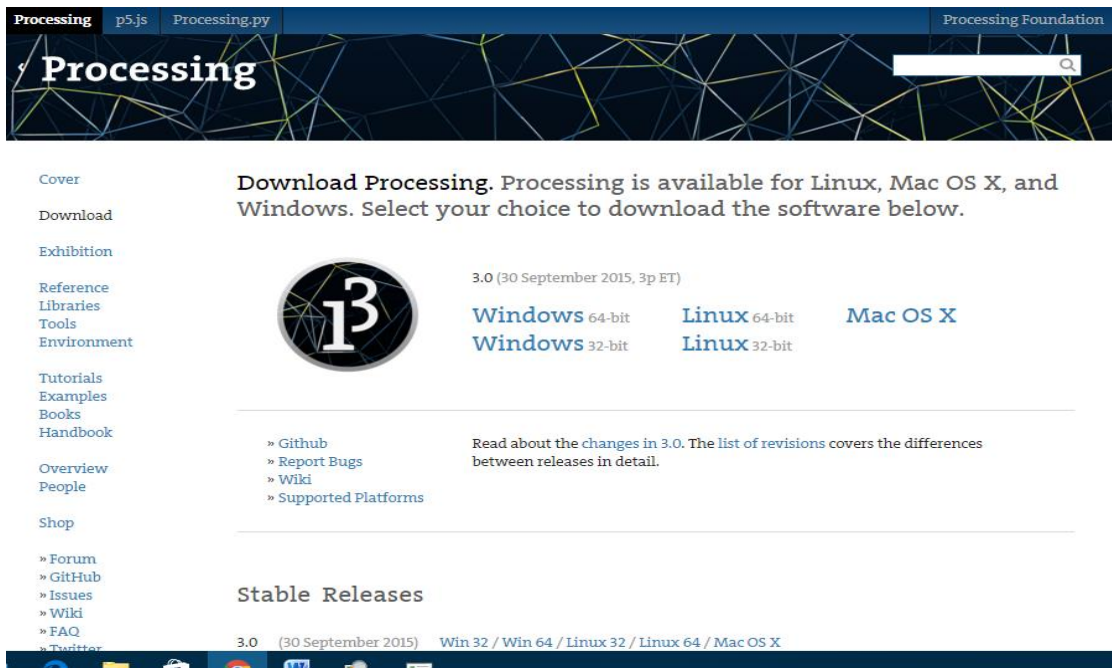 Processing p5.js Processing.py Processing Foundation
‹ Processing
Cover
Download
Exhibition
Reference
Libraries
Tools
Environment
Tutorials
Examples
Books
Handbook
Overview
People
Shop
» Forum
» GitHub
» Issues
» Wiki
» FAQ
» Twitter
Download Processing. Processing is available for Linux, Mac OS X, and
Windows. Select your choice to download the software below.
3
3.0 (30 September 2015, 3p ET)
Windows 64-bit Linux 64-bit Mac OS X
Windows 32-bit Linux 32-bit
» Github
» Report Bugs
» Wiki
» Supported Platforms
Read about the changes in 3.0. The list of revisions covers the differences
between releases in detail.
Stable Releases
3.0 (30 September 2015) Win 32 / Win 64 / Linux 32 / Linux 64 / Mac OS X